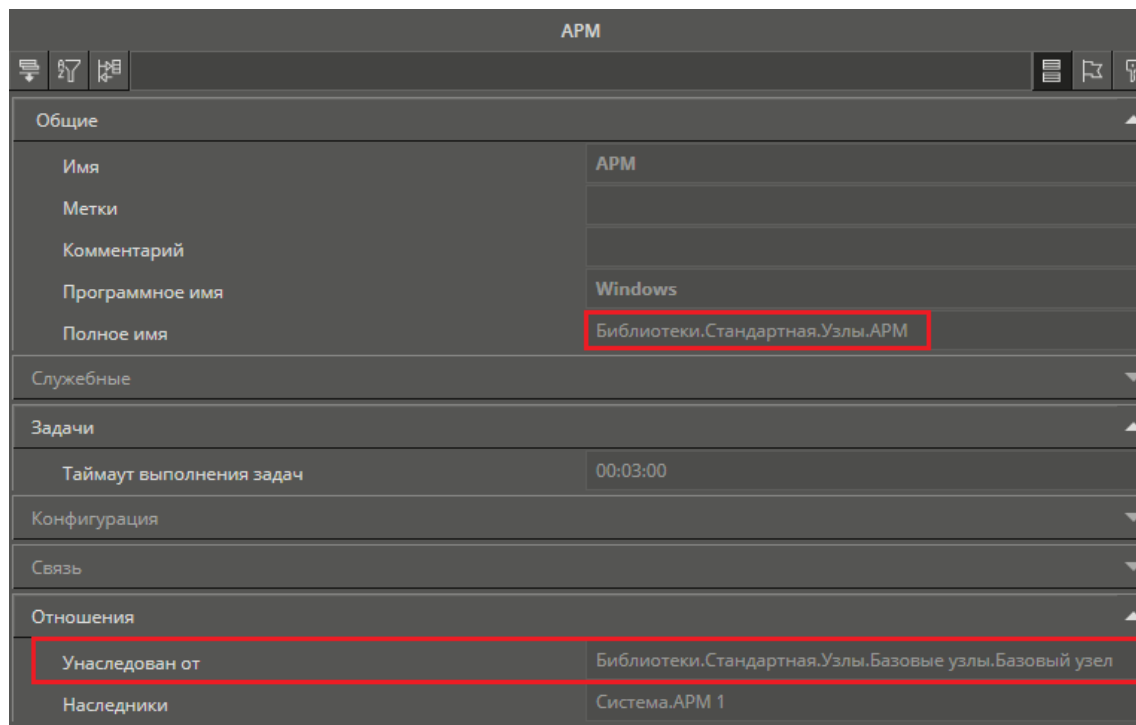 АРМ
Общие
Имя АРМ
Метки
Комментарий
Программное имя Windows
Полное имя Библиотеки.Стандартная.Узлы.АРМ
Служебные
Задачи
Таймаут выполнения задач 00:03:00
Конфигурация
Связь
Отношения
Унаследован от Библиотеки.Стандартная.Узлы.Базовые узлы.Базовый узел
Наследники Система.АРМ 1